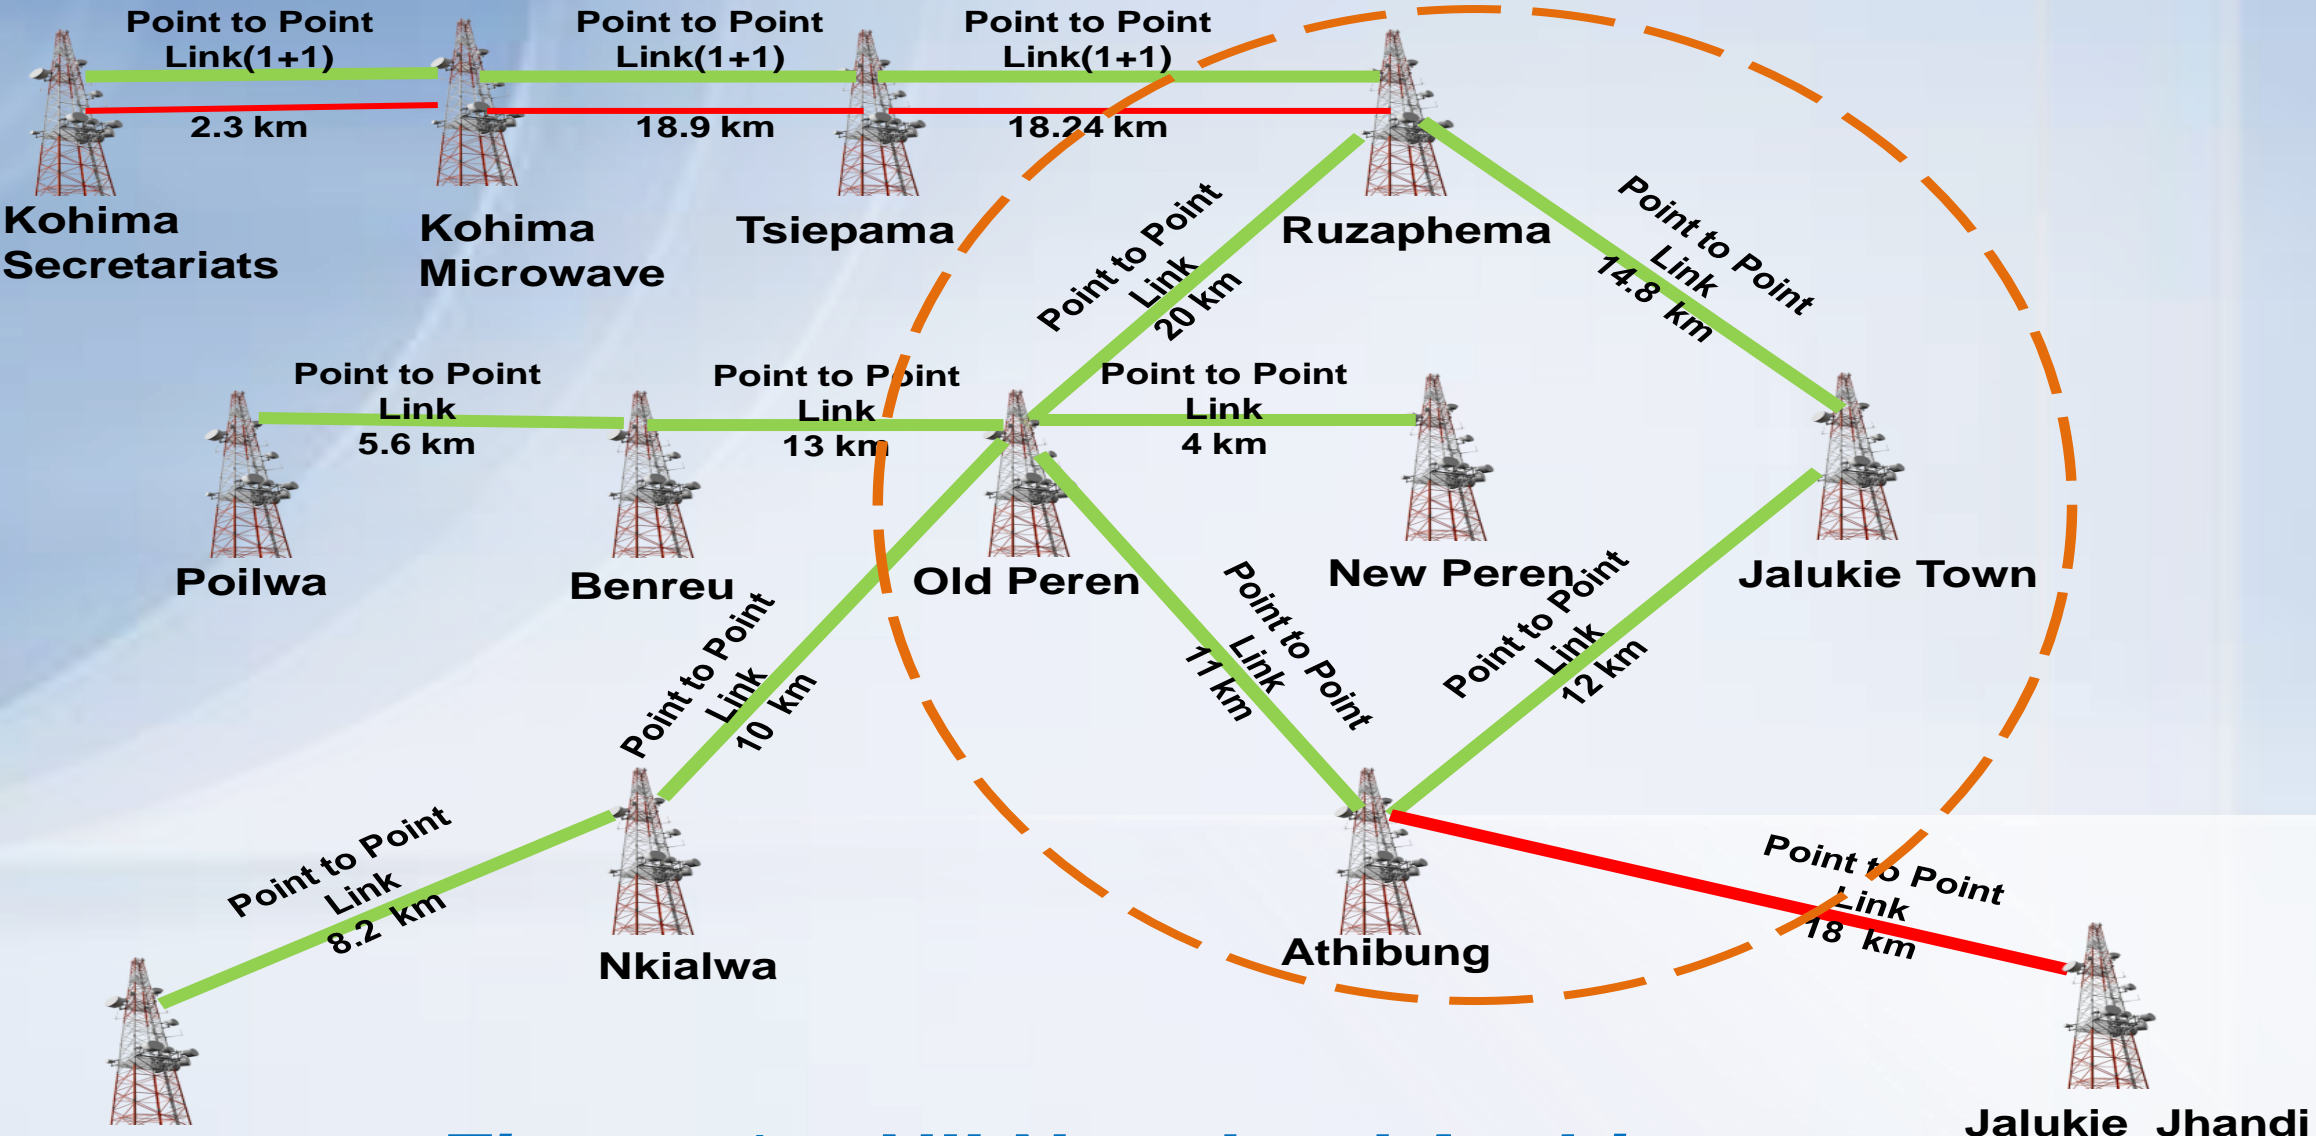 Point to Point
Link(1+1)
2.3 km
Point to Point
Link(1+1)
18.9 km
Point to Point
Link(1+1)
18.24 km
Kohima
Secretariats
Kohima
Microwave
Tsiepama
Ruzaphema
Point to Point
Link
20 km
Point to Point
Link
14.8 km
Point to Point
Link
5.6 km
Point to Point
Link
13 km
Point to Point
Link
4 km
Poilwa
Benreu
Old Peren
New Peren
Jalukie Town
Point to Point
Link
10 km
Point to Point
Link
11 km
Point to Point
Link
12 km
Point to Point
Link
8.2 km
Nkialwa
Athibung
Point to Point
Link
18 km
Jalukie Jhandi